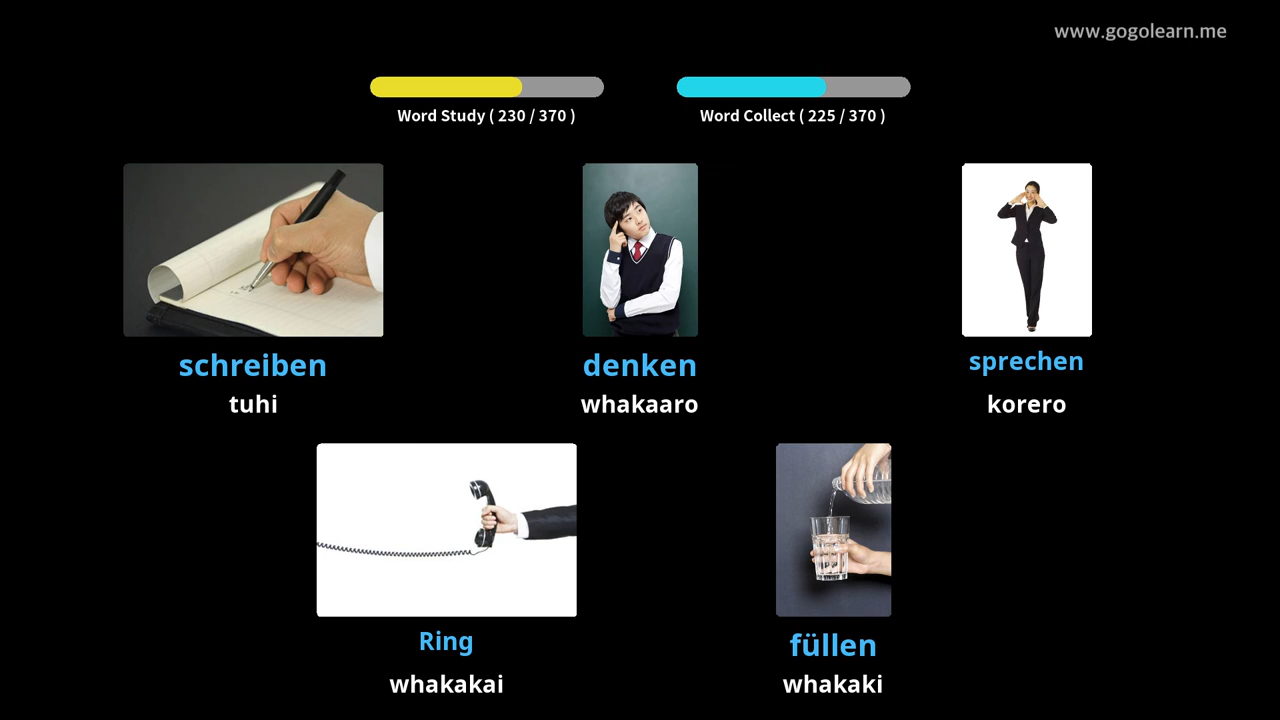 www.gogolearn.me
Word Study ( 230 / 370 )
Word Collect ( 225 / 370 )
schreiben
tuhi
denken
whakaaro
sprechen
korero
Ring
whakakai
füllen
whakaki